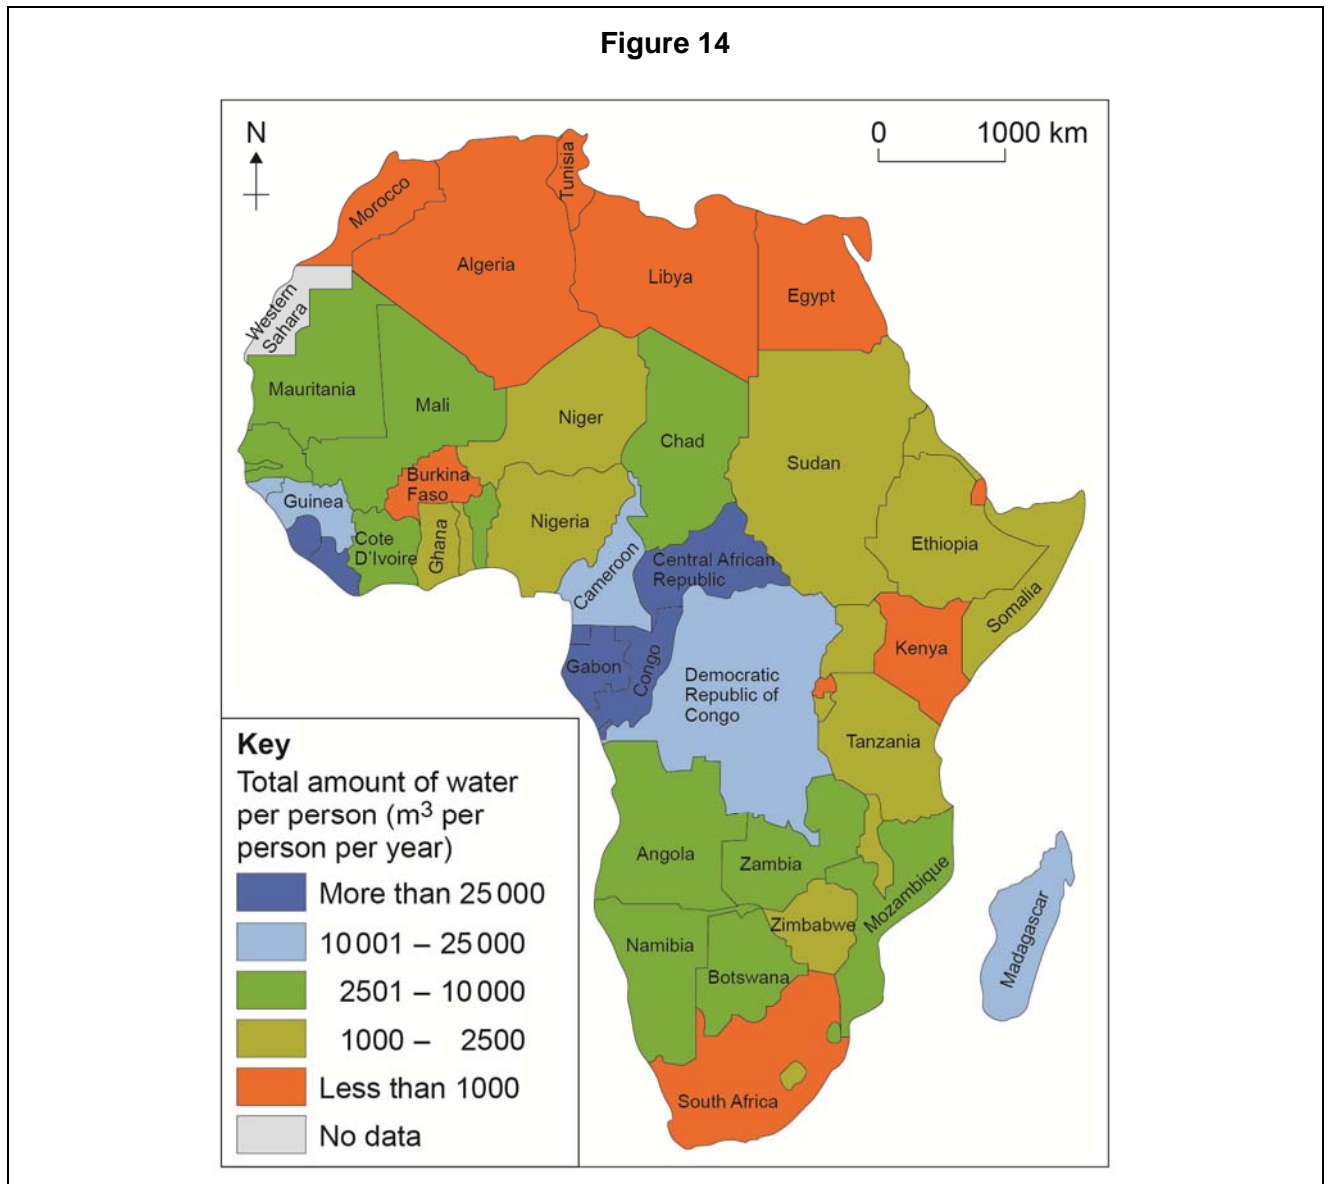 Figure 14
N
0 1000 km
Tunisia
Morocco
Algeria
Libya
Egypt
Western
Sahara
Mauritania
Mali
Niger
Chad
Sudan
Burkina
Faso
Guinea
Nigeria
Ghana
Cote
D'Ivoire
Ethiopia
Cameroon
Central African
Republic
Somalia
Kenya
Gabon
Congo
Democratic
Republic of
Congo
Tanzania
Angola
Zambia
Mozambique
Zimbabwe
Namibia
Botswana
Madagascar
South Africa
Key
Total amount of water
per person (m³ per
person per year)
More than 25 000
10 001 – 25 000
2501 – 10 000
1000 – 2500
Less than 1000
No data